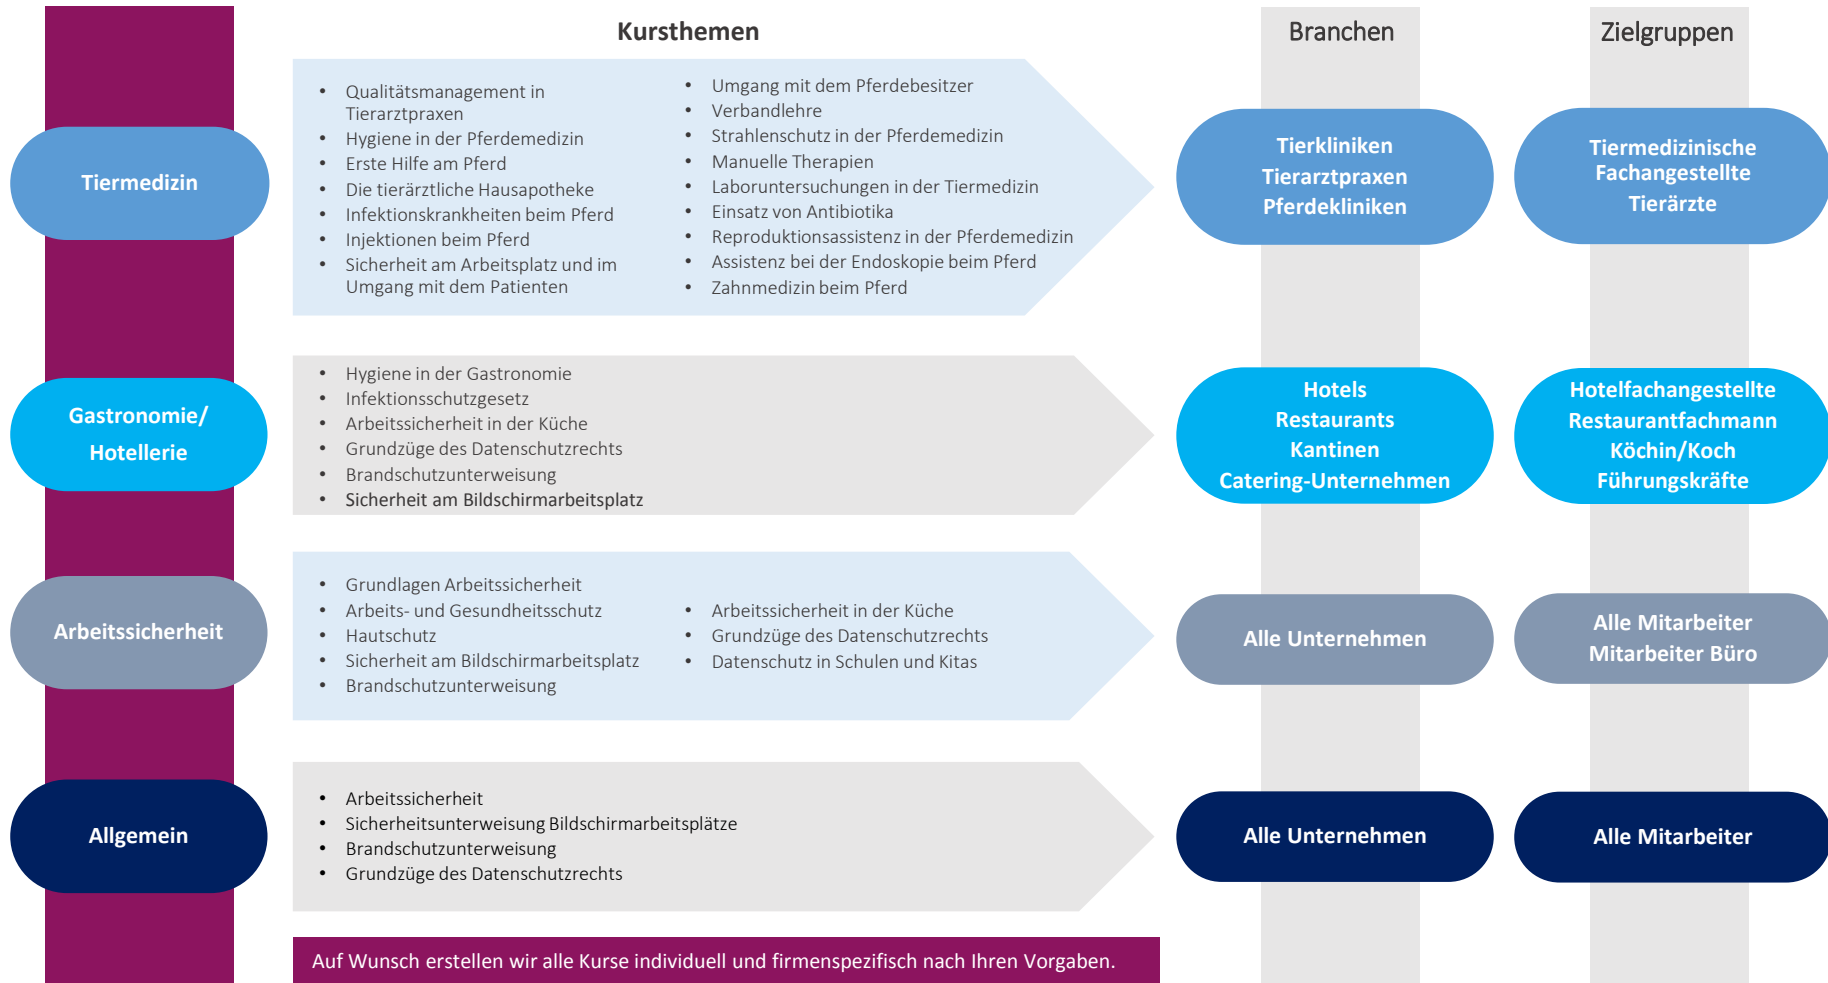 Kursthemen
Branchen
Zielgruppen
Tiermedizin
• Qualitätsmanagement in
Tierarztpraxen
• Hygiene in der Pferdemedizin
• Erste Hilfe am Pferd
• Die tierärztliche Hausapotheke
• Infektionskrankheiten beim Pferd
• Injektionen beim Pferd
• Sicherheit am Arbeitsplatz und im
Umgang mit dem Patienten
• Umgang mit dem Pferdebesitzer
• Verbandlehre
• Strahlenschutz in der Pferdemedizin
• Manuelle Therapien
• Laboruntersuchungen in der Tiermedizin
• Einsatz von Antibiotika
• Reproduktionsassistenz in der Pferdemedizin
• Assistenz bei der Endoskopie beim Pferd
• Zahnmedizin beim Pferd
Tierkliniken
Tierarztpraxen
Pferdekliniken
Tiermedizinische
Fachangestellte
Tierärzte
Gastronomie/
Hotellerie
• Hygiene in der Gastronomie
• Infektionsschutzgesetz
• Arbeitssicherheit in der Küche
• Grundzüge des Datenschutzrechts
• Brandschutzunterweisung
• Sicherheit am Bildschirmarbeitsplatz
Hotels
Restaurants
Kantinen
Catering-Unternehmen
Hotelfachangestellte
Restaurantfachmann
Köchin/Koch
Führungskräfte
Arbeitssicherheit
• Grundlagen Arbeitssicherheit
• Arbeits- und Gesundheitsschutz
• Hautschutz
• Sicherheit am Bildschirmarbeitsplatz
• Brandschutzunterweisung
• Arbeitssicherheit in der Küche
• Grundzüge des Datenschutzrechts
• Datenschutz in Schulen und Kitas
Alle Unternehmen
Alle Mitarbeiter
Mitarbeiter Büro
Allgemein
• Arbeitssicherheit
• Sicherheitsunterweisung Bildschirmarbeitsplätze
• Brandschutzunterweisung
• Grundzüge des Datenschutzrechts
Alle Unternehmen
Alle Mitarbeiter
Auf Wunsch erstellen wir alle Kurse individuell und firmenspezifisch nach Ihren Vorgaben.